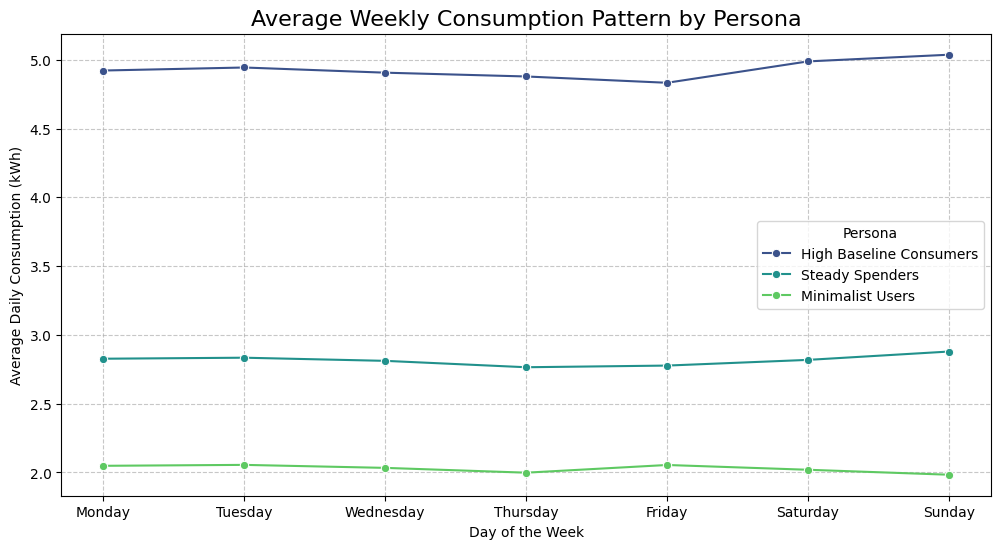 Average Weekly Consumption Pattern by Persona
Average Daily Consumption (kWh)
5.0
4.5
4.0
3.5
3.0
2.5
2.0
Persona
High Baseline Consumers
Steady Spenders
Minimalist Users
Monday Tuesday Wednesday Thursday Friday Saturday Sunday
Day of the Week